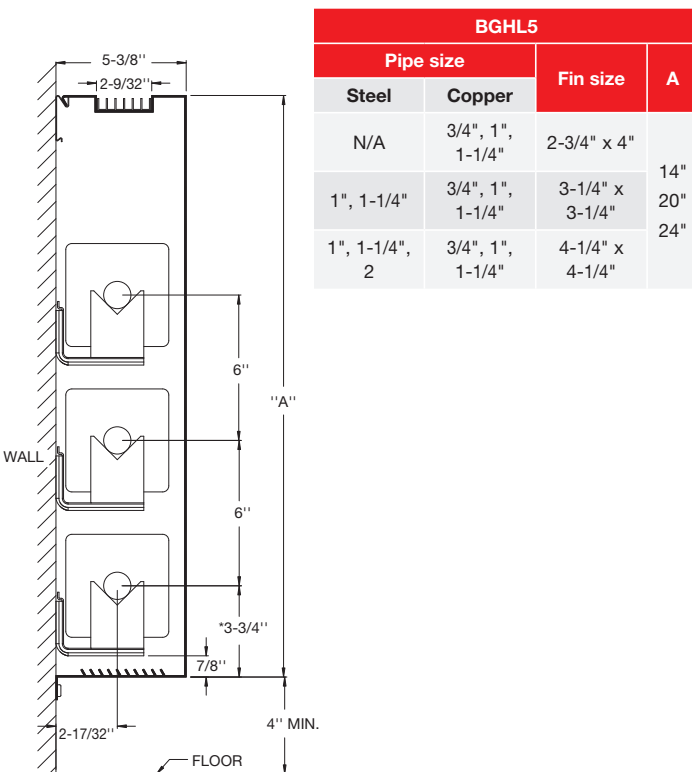 BGHL5
Pipe size
Fin size
A
Steel
Copper
N/A
3/4", 1",
1-1/4"
2-3/4" x 4"
1", 1-1/4"
3/4", 1",
1-1/4"
3-1/4" x
3-1/4"
1", 1-1/4",
2
3/4", 1",
1-1/4"
4-1/4" x
4-1/4"
14"
20"
24"
5-3/8''
2-9/32''
6''
''A''
WALL
6''
*3-3/4''
7/8''
4'' MIN.
2-17/32''
FLOOR